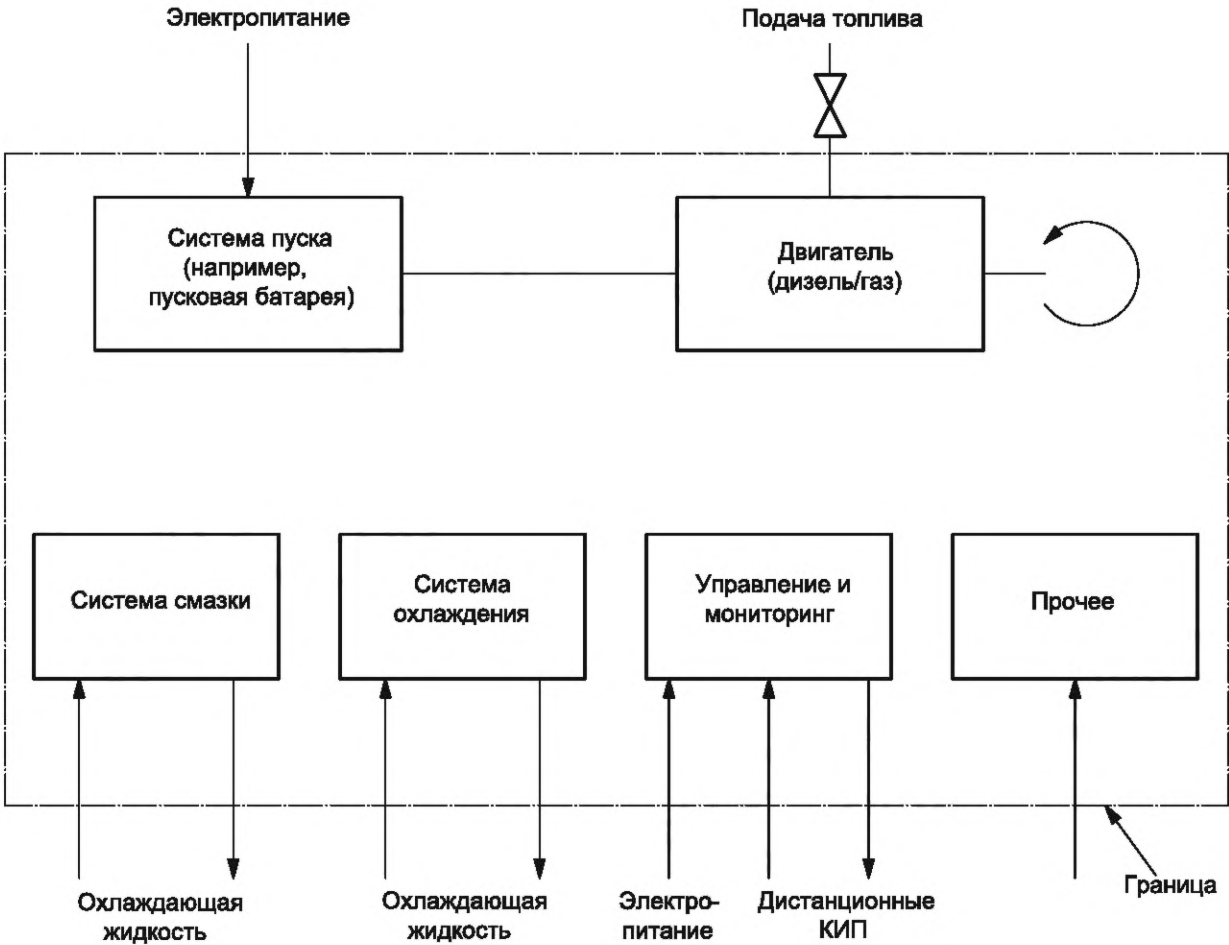 Электропитание
Подача топлива
Система пуска
(например,
пусковая батарея)
Двигатель
(дизель/газ)
Система смазки
Система
охлаждения
Управление и
мониторинг
Прочее
Охлаждающая
жидкость
Охлаждающая
жидкость
Электро-
питание
Дистанционные
КИП
Граница